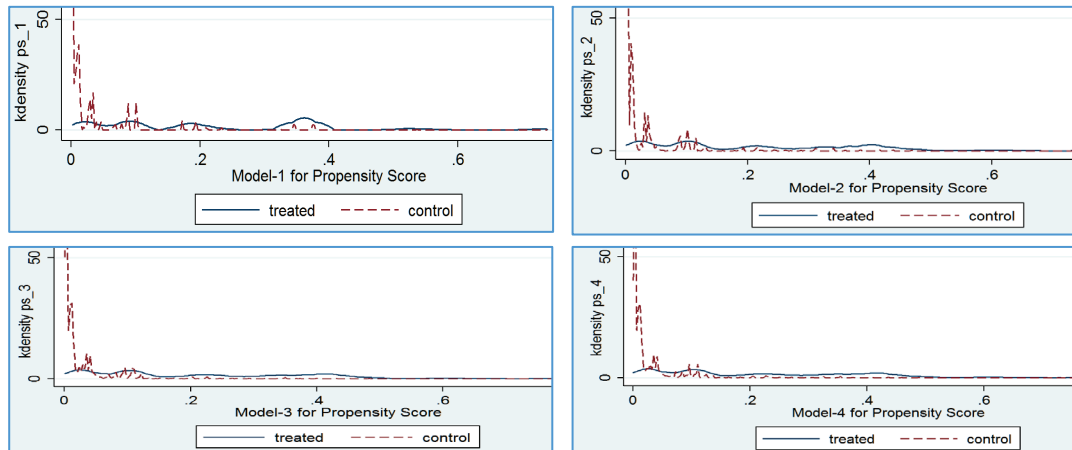 kdensity ps_1
50
0
0 .2 .4 .6
Model-1 for Propensity Score
treated control
kdensity ps_2
50
0
0 .2 .4 .6
Model-2 for Propensity Score
treated control
kdensity ps_3
50
0
0 .2 .4 .6
Model-3 for Propensity Score
treated control
kdensity ps_4
50
0
0 .2 .4 .6
Model-4 for Propensity Score
treated control